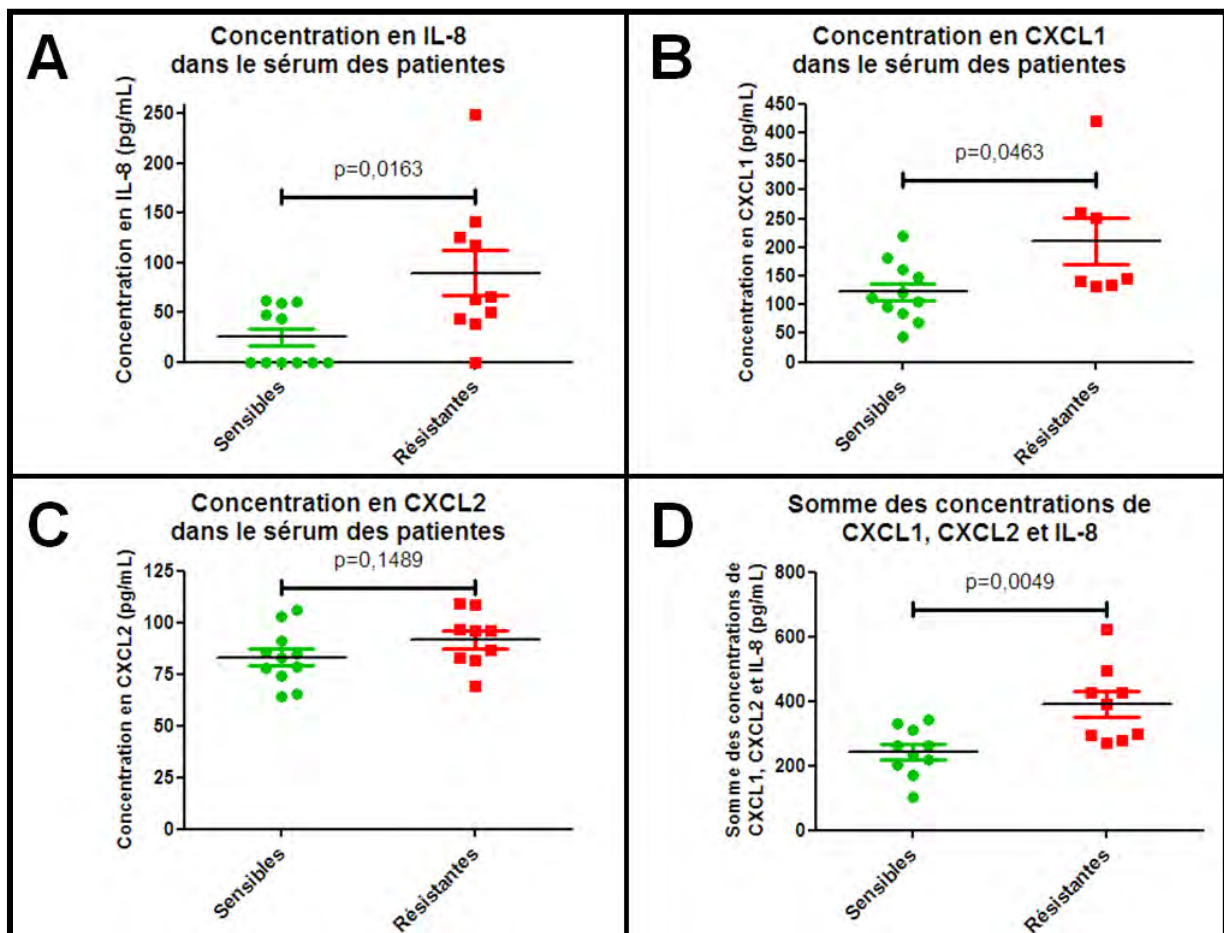 A
Concentration en IL-8
dans le sérum des patientes
Concentration en IL-8 (pg/mL)
250
200
150
100
50
0
p=0,0163
Sensibles
Résistantes
B
Concentration en CXCL1
dans le sérum des patientes
Concentration en CXCL1 (pg/mL)
450
400
350
300
250
200
150
100
50
0
p=0,0463
Sensibles
Résistantes
C
Concentration en CXCL2
dans le sérum des patientes
Concentration en CXCL2 (pg/mL)
125
100
75
50
25
0
p=0,1489
Sensibles
Résistantes
D
Somme des concentrations de
CXCL1, CXCL2 et IL-8
Somme des concentrations de
CXCL1, CXCL2 et IL-8 (pg/mL)
800
600
400
200
0
p=0,0049
Sensibles
Résistantes